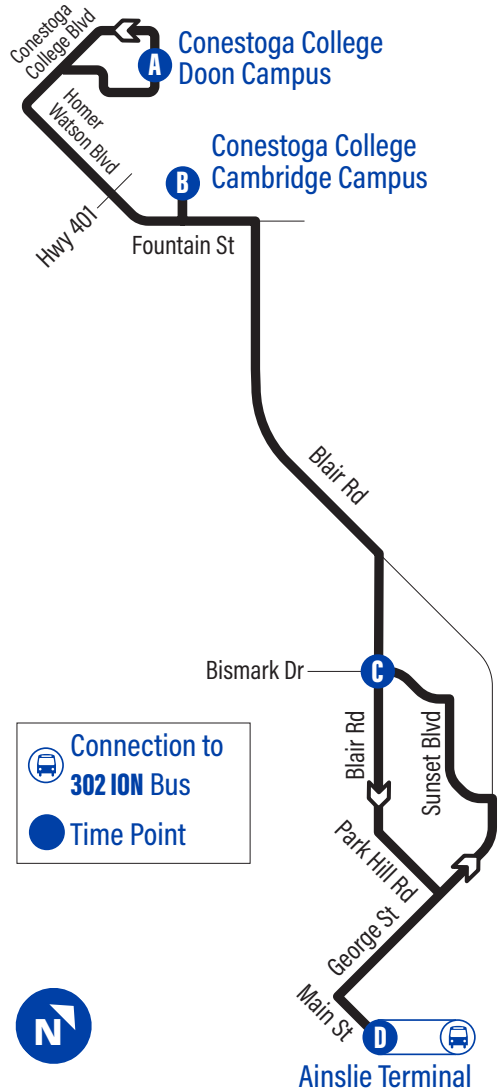 Conestoga
College Blvd
A
Conestoga College
Doon Campus
Homer
Watson Blvd
Conestoga College
Cambridge Campus
B
Hwy 401
Fountain St
Blair Rd
Bismark Dr
C
Blair Rd
Sunset Blvd
Connection to
302 ION Bus
Time Point
Park Hill Rd
George St
Main St
N
D
Ainslie Terminal